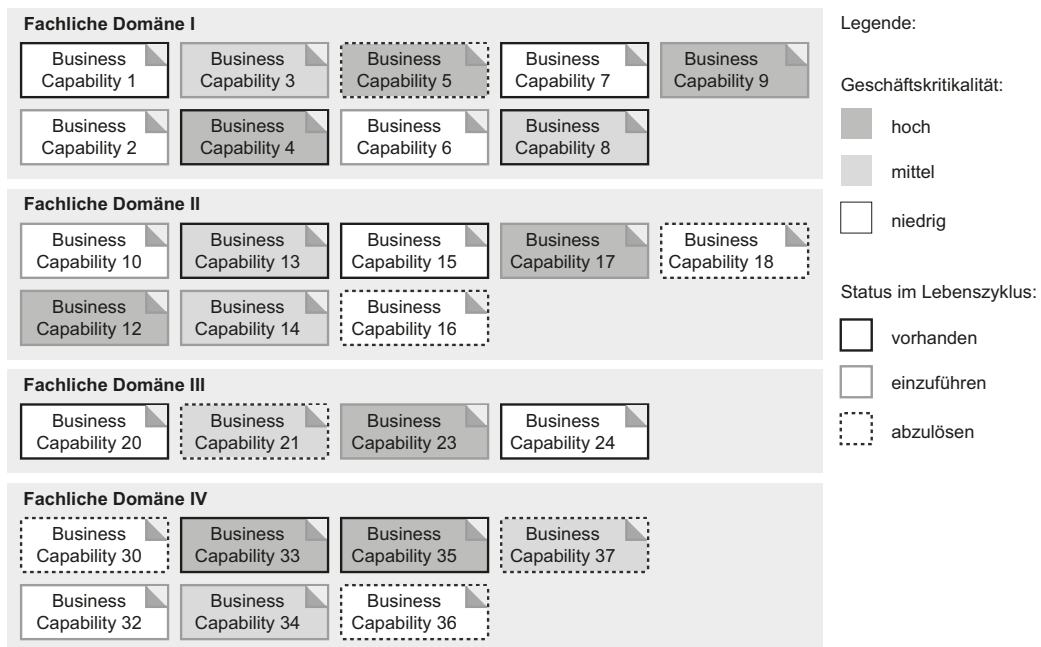 Fachliche Domäne I
Business
Capability 1
Business
Capability 3
Business
Capability 5
Business
Capability 7
Business
Capability 9
Business
Capability 2
Business
Capability 4
Business
Capability 6
Business
Capability 8
Fachliche Domäne II
Business
Capability 10
Business
Capability 13
Business
Capability 15
Business
Capability 17
Business
Capability 18
Business
Capability 12
Business
Capability 14
Business
Capability 16
Fachliche Domäne III
Business
Capability 20
Business
Capability 21
Business
Capability 23
Business
Capability 24
Fachliche Domäne IV
Business
Capability 30
Business
Capability 33
Business
Capability 35
Business
Capability 37
Business
Capability 32
Business
Capability 34
Business
Capability 36
Legende:
Geschäftskritikalität:
hoch
mittel
niedrig
Status im Lebenszyklus:
vorhanden
einzuführen
abzulösen